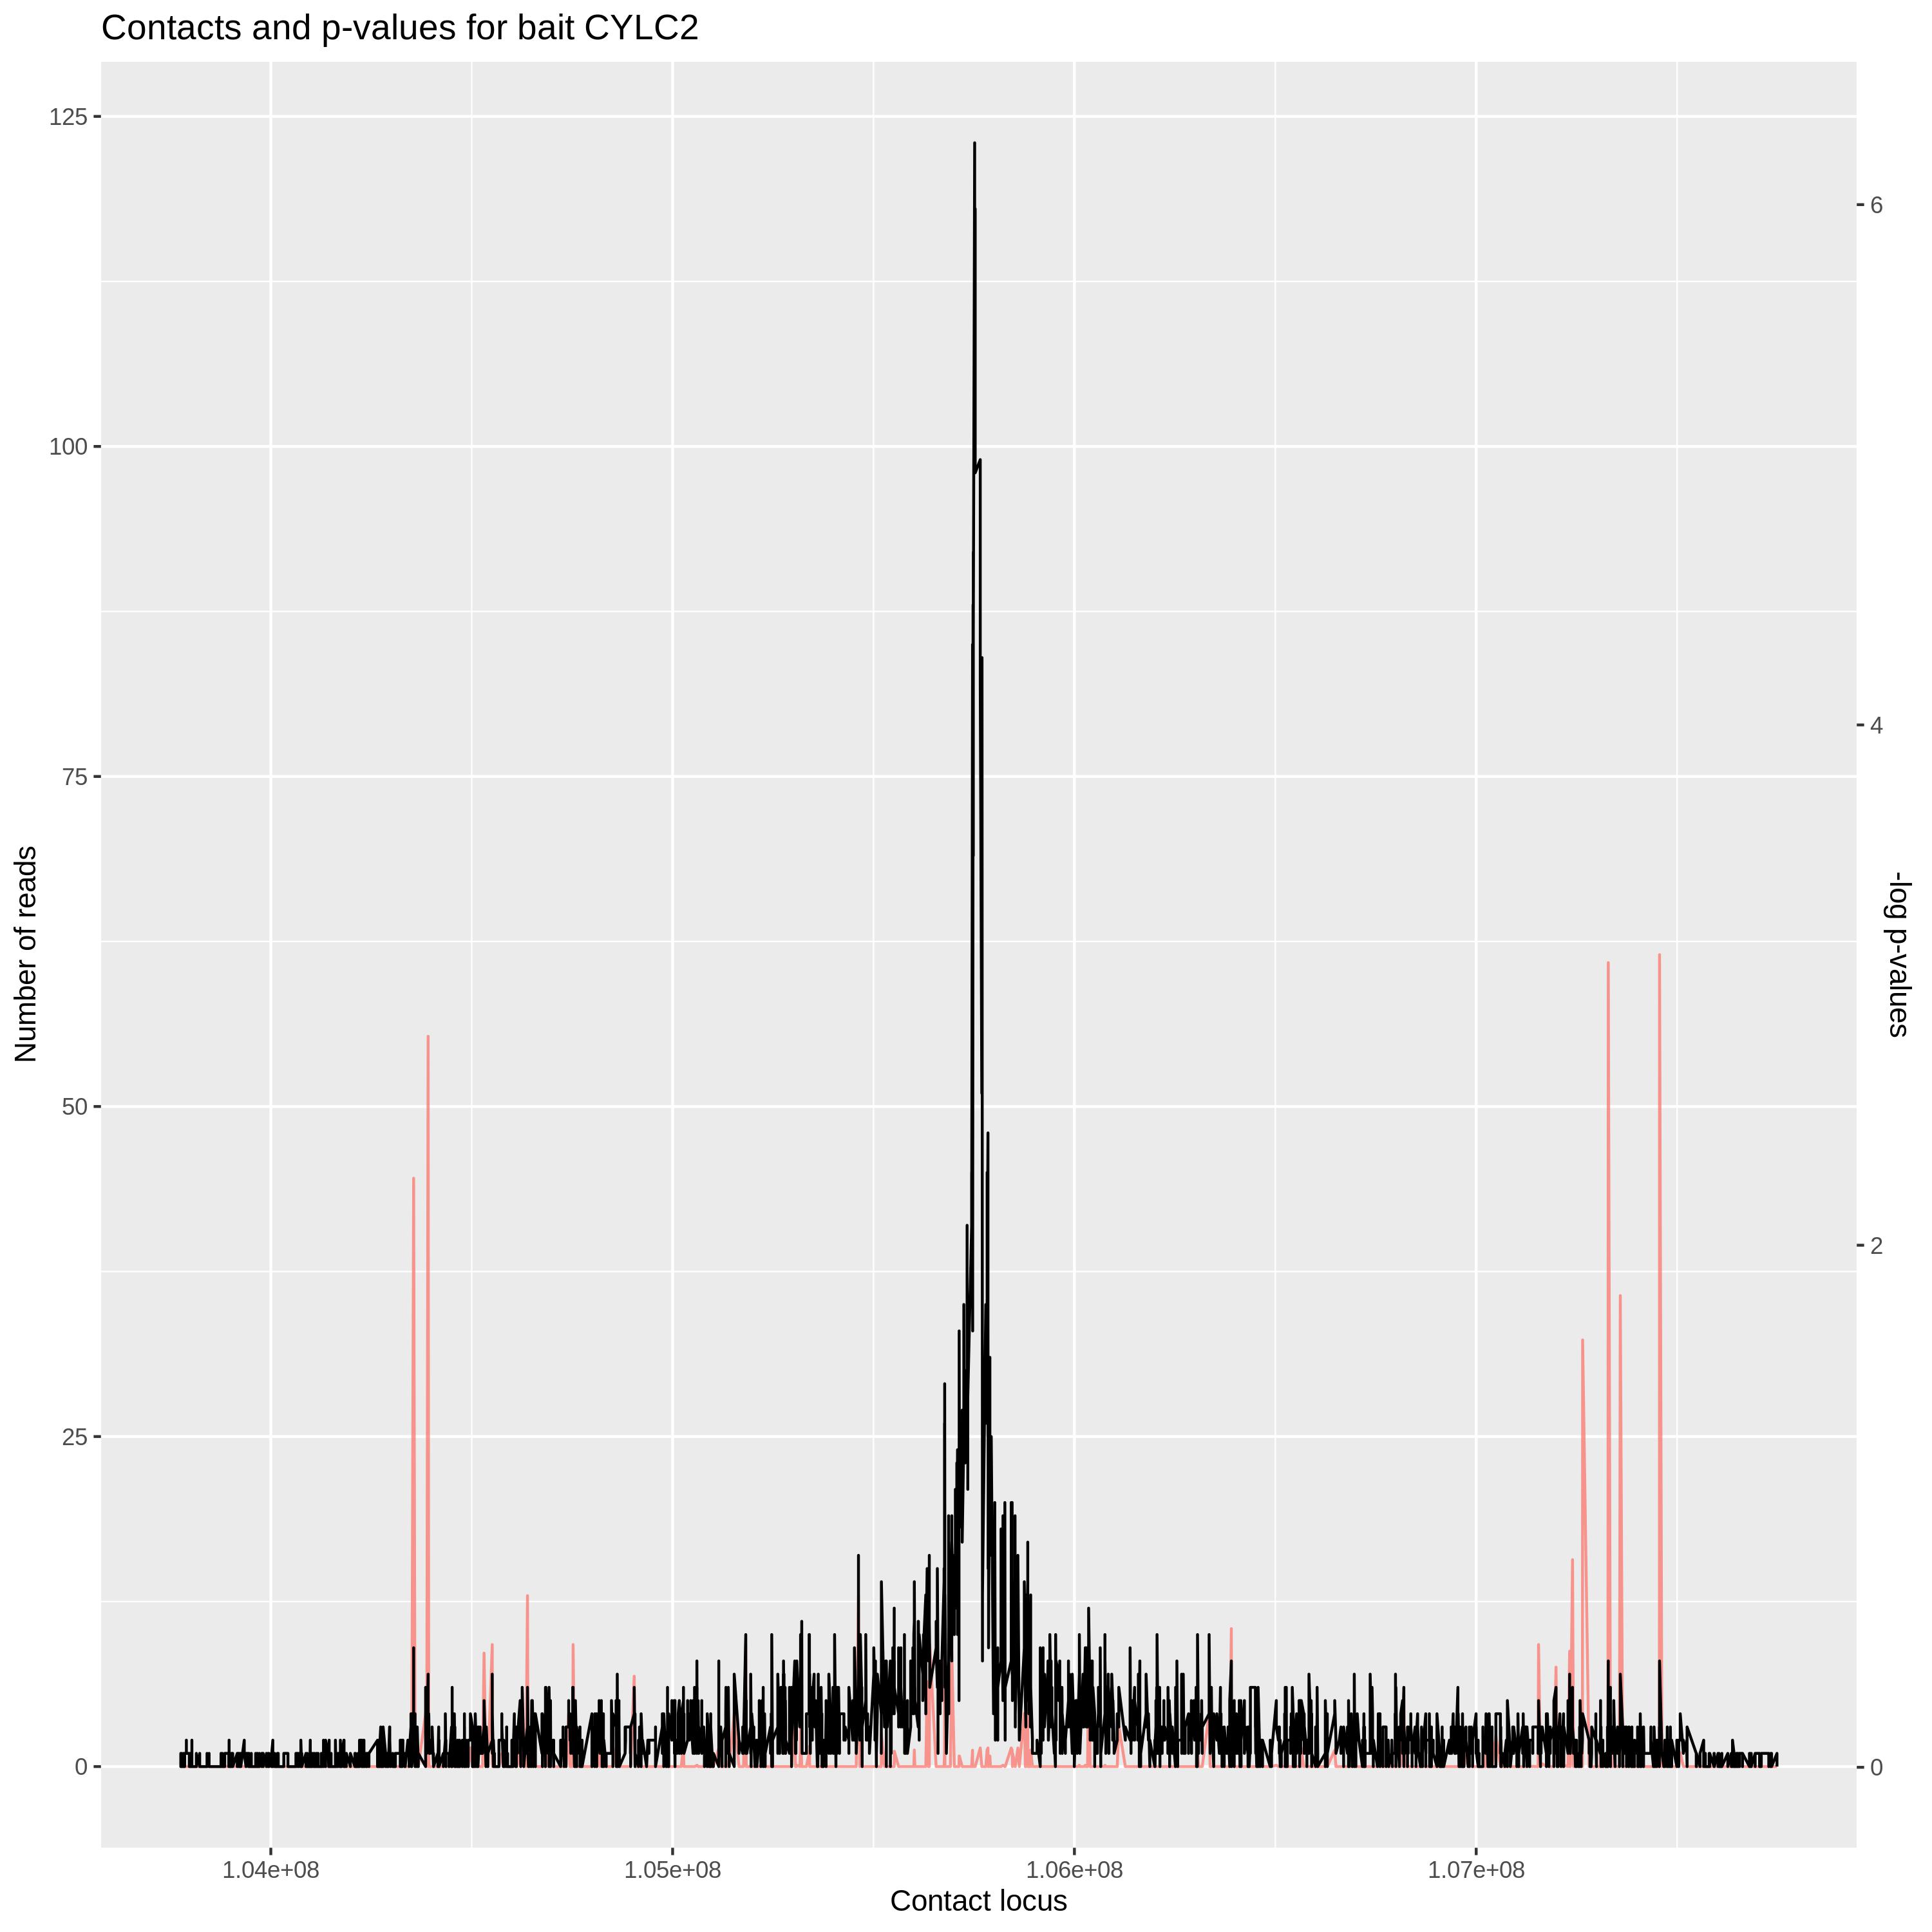 Contacts and p-values for bait CYLC2
125
100
75
50
25
0
Number of reads
6
4
2
0
-log p-values
1.04e+08
1.05e+08
1.06e+08
1.07e+08
Contact locus